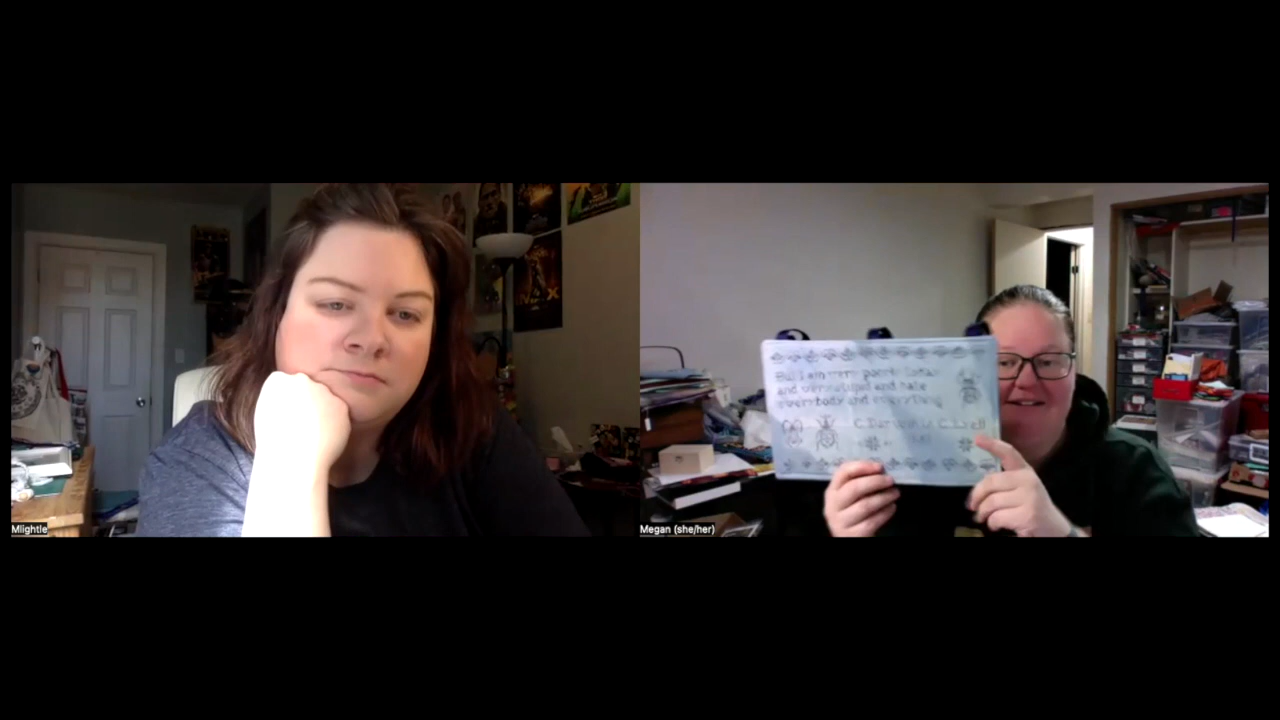 But I am very poorly today
and very stupid and hate
everybody and everything
C. Darwin to C. Lyell
Mlightle
Megan (she/her)